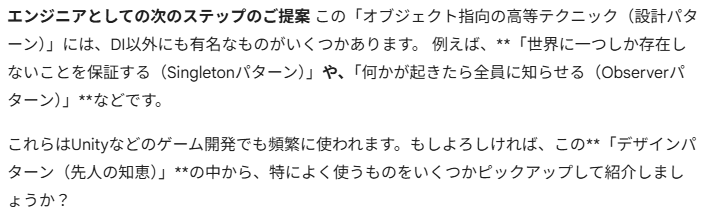 エンジニアとしての次のステップのご提案 この「オブジェクト指向の高等テクニック（設計パタ
ーン）」には、DI以外にも有名なものがいくつかあります。 例えば、**「世界に一つしか存在し
ないことを保証する（Singletonパターン）」や、「何かが起きたら全員に知らせる（Observerパ
ターン）」**などです。
これらはUnityなどのゲーム開発でも頻繁に使われます。もしよろしければ、この**「デザインパ
ターン（先人の知恵）」**の中から、特によく使うものをいくつかピックアップして紹介しまし
ょうか？